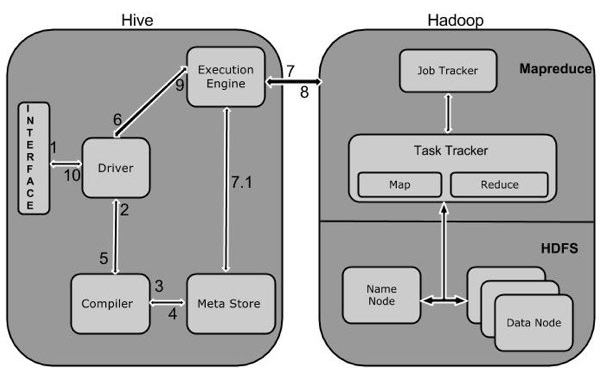 Hive
Hadoop
Execution
Engine
7
8
Job Tracker
Mapreduce
9
6
INTERFACE
1
10
Driver
Task Tracker
Map
Reduce
7.1
2
5
HDFS
Compiler
3
4
Meta Store
Name
Node
Data Node